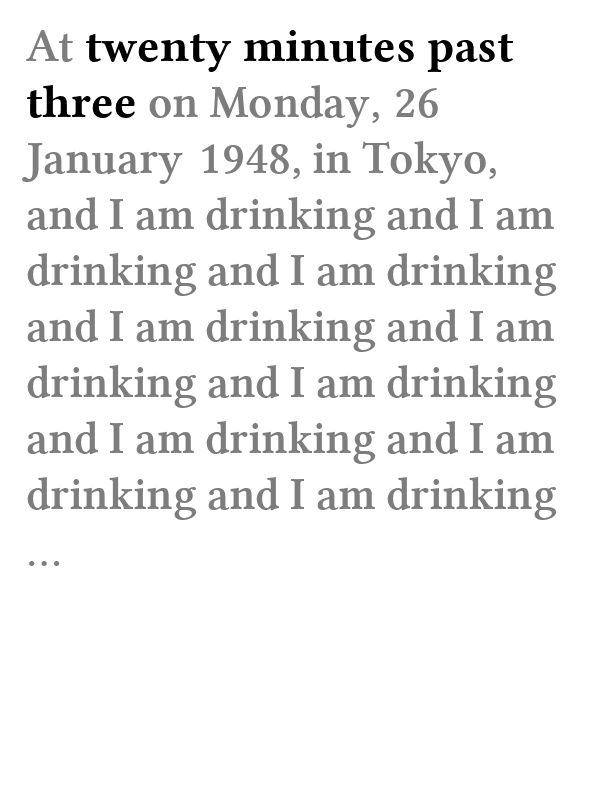 At twenty minutes past
three on Monday, 26
January 1948, in Tokyo,
and I am drinking and I am
drinking and I am drinking
and I am drinking and I am
drinking and I am drinking
and I am drinking and I am
drinking and I am drinking
...